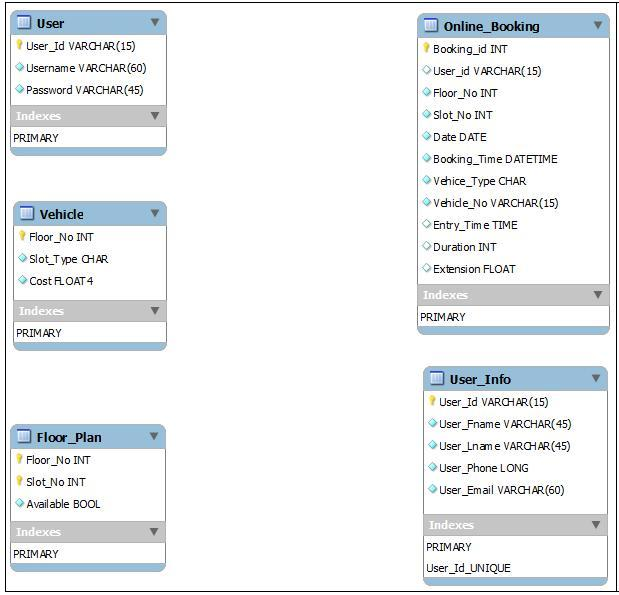 User
User_Id VARCHAR(15)
Username VARCHAR(60)
Password VARCHAR(45)
Indexes
PRIMARY
Vehicle
Floor_No INT
Slot_Type CHAR
Cost FLOAT4
Indexes
PRIMARY
Floor_Plan
Floor_No INT
Slot_No INT
Available BOOL
Indexes
PRIMARY
Online_Booking
Booking_id INT
User_id VARCHAR(15)
Floor_No INT
Slot_No INT
Date DATE
Booking_Time DATETIME
Vehice_Type CHAR
Vehicle_No VARCHAR(15)
Entry_Time TIME
Duration INT
Extension FLOAT
Indexes
PRIMARY
User_Info
User_Id VARCHAR(15)
User_Fname VARCHAR(45)
User_Lname VARCHAR(45)
User_Phone LONG
User_Email VARCHAR(60)
Indexes
PRIMARY
User_Id_UNIQUE